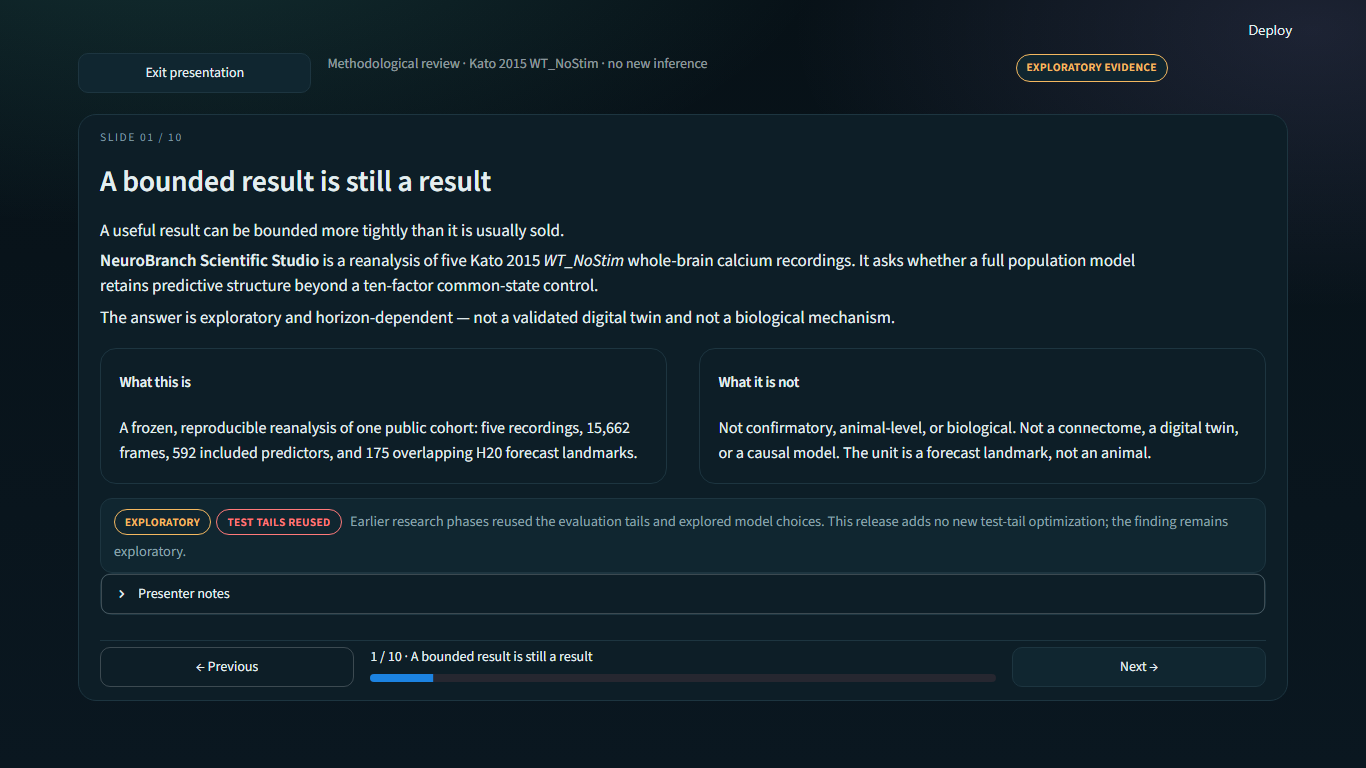 Deploy
Exit presentation
Methodological review · Kato 2015 WT_NoStim · no new inference
EXPLORATORY EVIDENCE
SLIDE 01 / 10
A bounded result is still a result
A useful result can be bounded more tightly than it is usually sold.
NeuroBranch Scientific Studio is a reanalysis of five Kato 2015 WT_NoStim whole-brain calcium recordings. It asks whether a full population model
retains predictive structure beyond a ten-factor common-state control.
The answer is exploratory and horizon-dependent — not a validated digital twin and not a biological mechanism.
What this is
A frozen, reproducible reanalysis of one public cohort: five recordings, 15,662
frames, 592 included predictors, and 175 overlapping H20 forecast landmarks.
What it is not
Not confirmatory, animal-level, or biological. Not a connectome, a digital twin,
or a causal model. The unit is a forecast landmark, not an animal.
EXPLORATORY TEST TAILS REUSED Earlier research phases reused the evaluation tails and explored model choices. This release adds no new test-tail optimization; the finding remains
exploratory.
Presenter notes
← Previous
1 / 10 · A bounded result is still a result
Next →